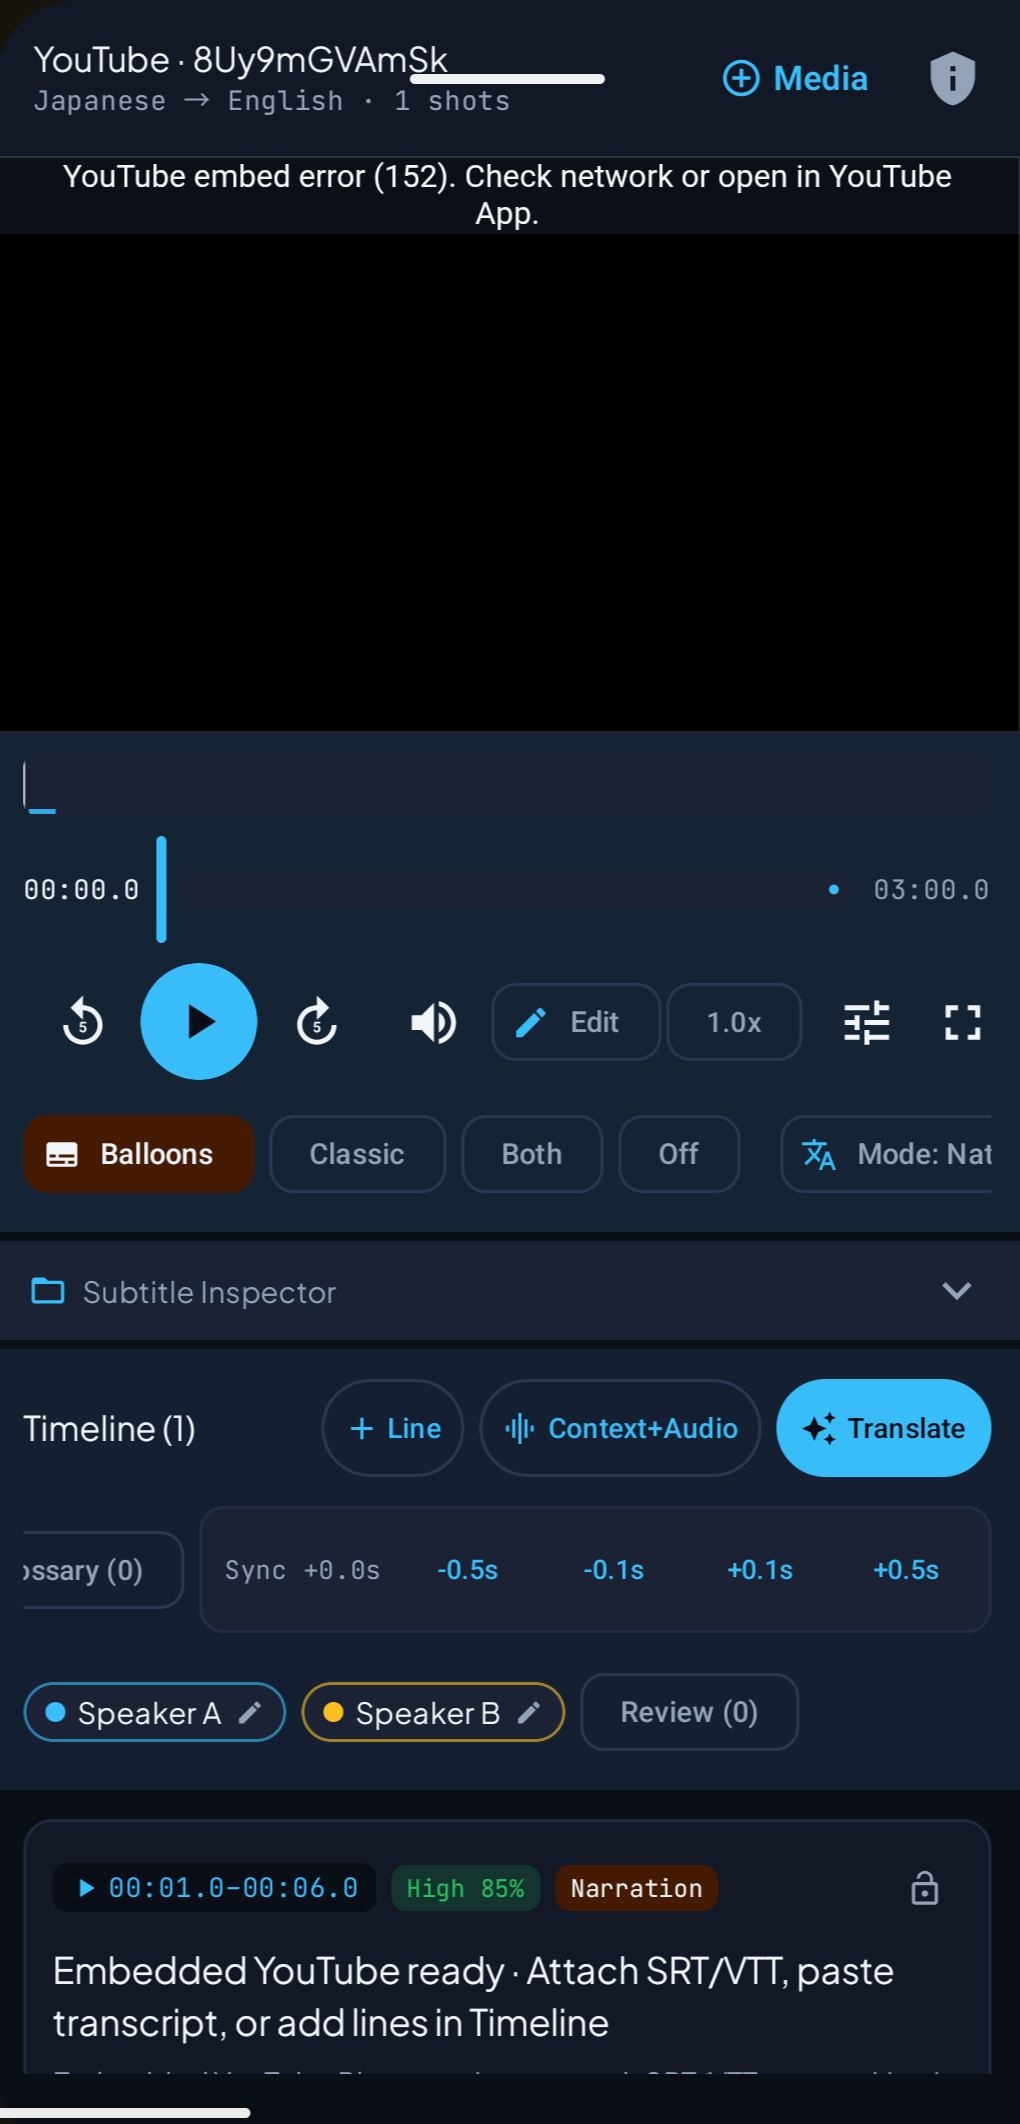 YouTube · 8Uy9mGVAmSk
Japanese → English · 1 shots
Media
YouTube embed error (152). Check network or open in YouTube
App.
00:00.0
03:00.0
5
5
Edit
1.0x
Balloons
Classic
Both
Off
Mode: Nat
Subtitle Inspector
Timeline (1)
+ Line
Context+Audio
Translate
ossary (0)
Sync +0.0s
-0.5s
-0.1s
+0.1s
+0.5s
Speaker A
Speaker B
Review (0)
00:01.0–00:06.0
High 85%
Narration
Embedded YouTube ready · Attach SRT/VTT, paste
transcript, or add lines in Timeline